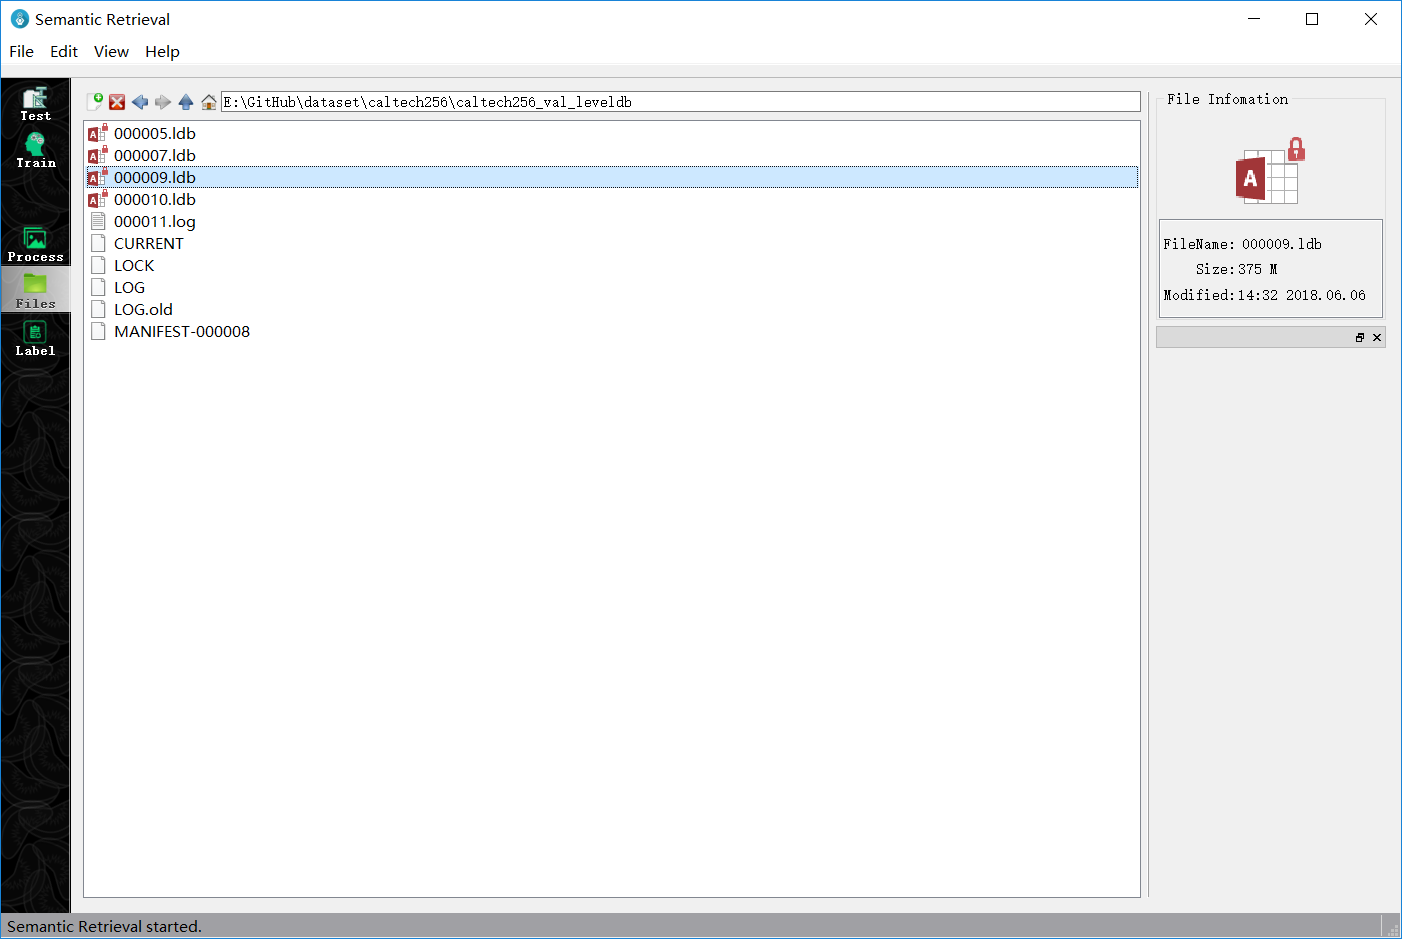 Semantic Retrieval
File Edit View Help
Test
Train
Process
Files
Label
E:\GitHub\dataset\caltech256\caltech256_val_leveldb
000005.ldb
000007.ldb
000009.ldb
000010.ldb
000011.log
CURRENT
LOCK
LOG
LOG.old
MANIFEST-000008
File Infomation
A
FileName: 000009.ldb
Size:375 M
Modified:14:32 2018.06.06
Semantic Retrieval started.